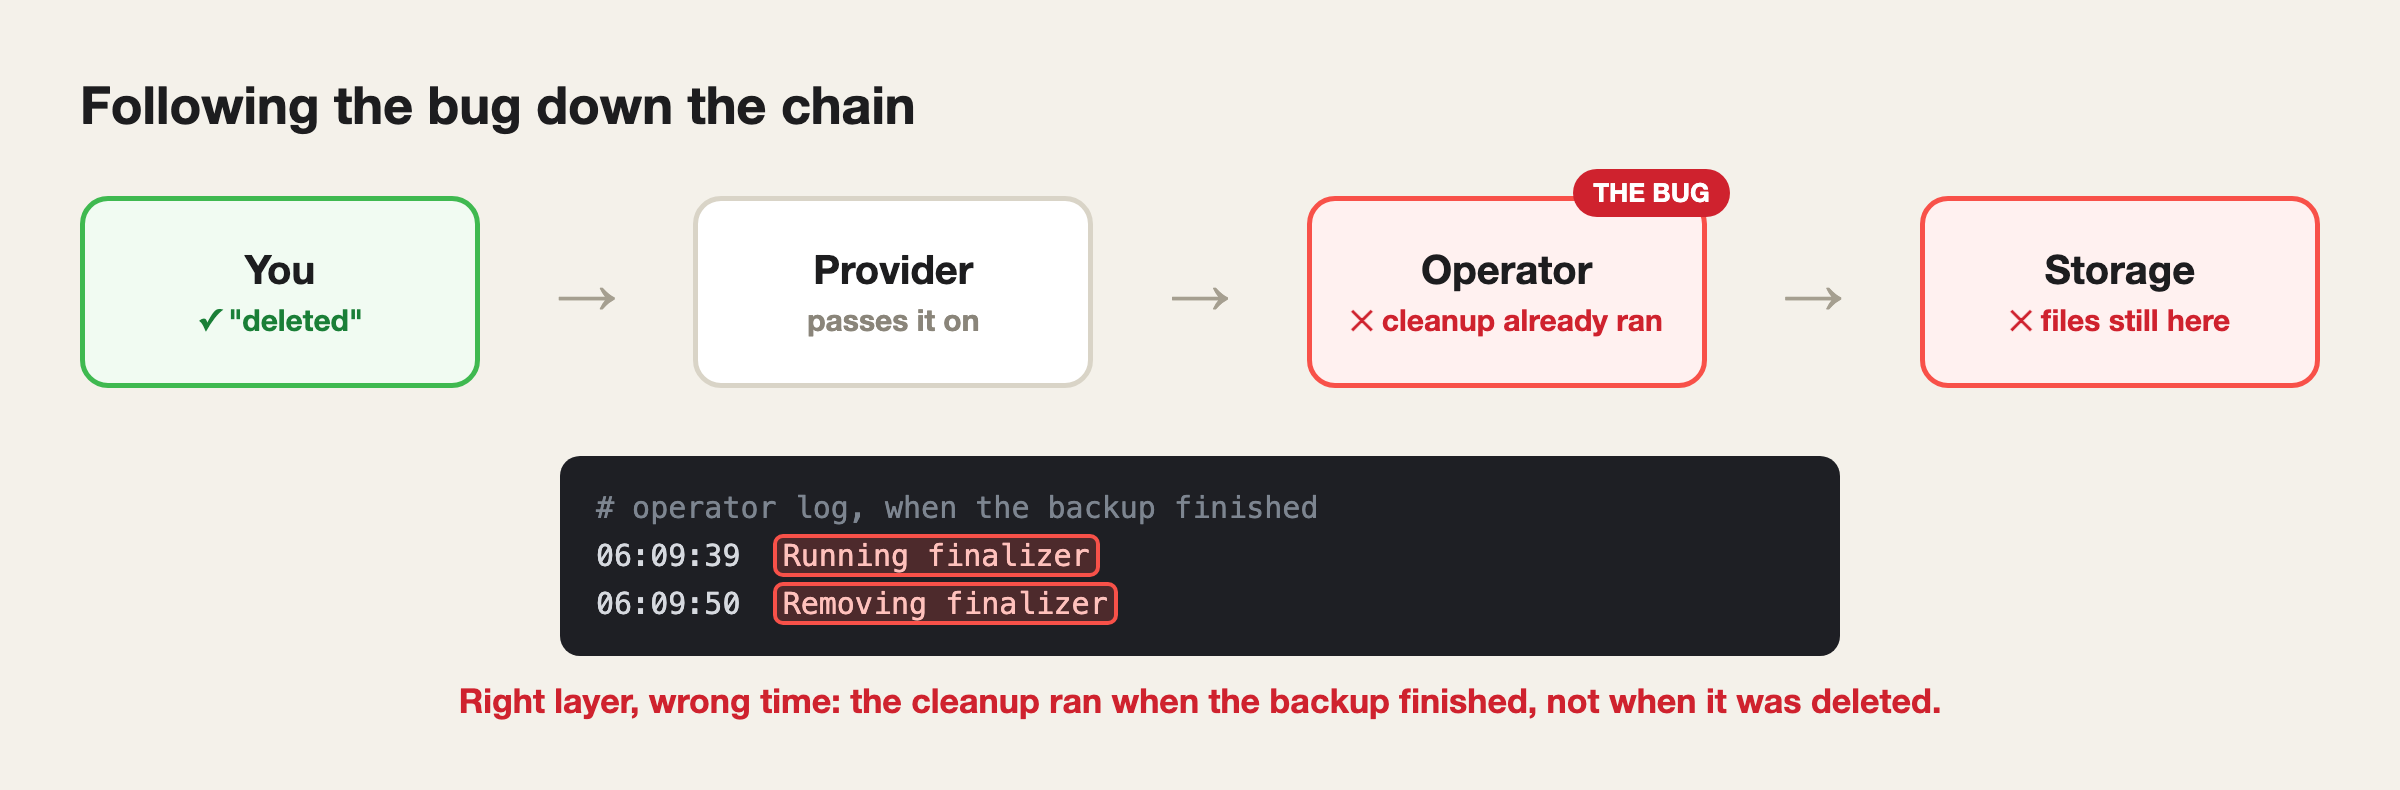 Following the bug down the chain
THE BUG
You
✓ "deleted"
→
Provider
passes it on
→
Operator
✕ cleanup already ran
→
Storage
✕ files still here
# operator log, when the backup finished
06:09:39 Running finalizer
06:09:50 Removing finalizer
Right layer, wrong time: the cleanup ran when the backup finished, not when it was deleted.